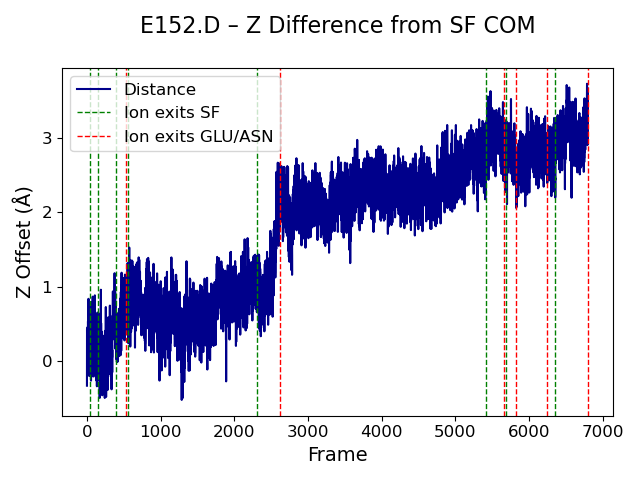 E152.D – Z Difference from SF COM
Distance
Ion exits SF
Ion exits GLU/ASN
Z Offset (Å)
3
2
1
0
0 1000 2000 3000 4000 5000 6000 7000
Frame